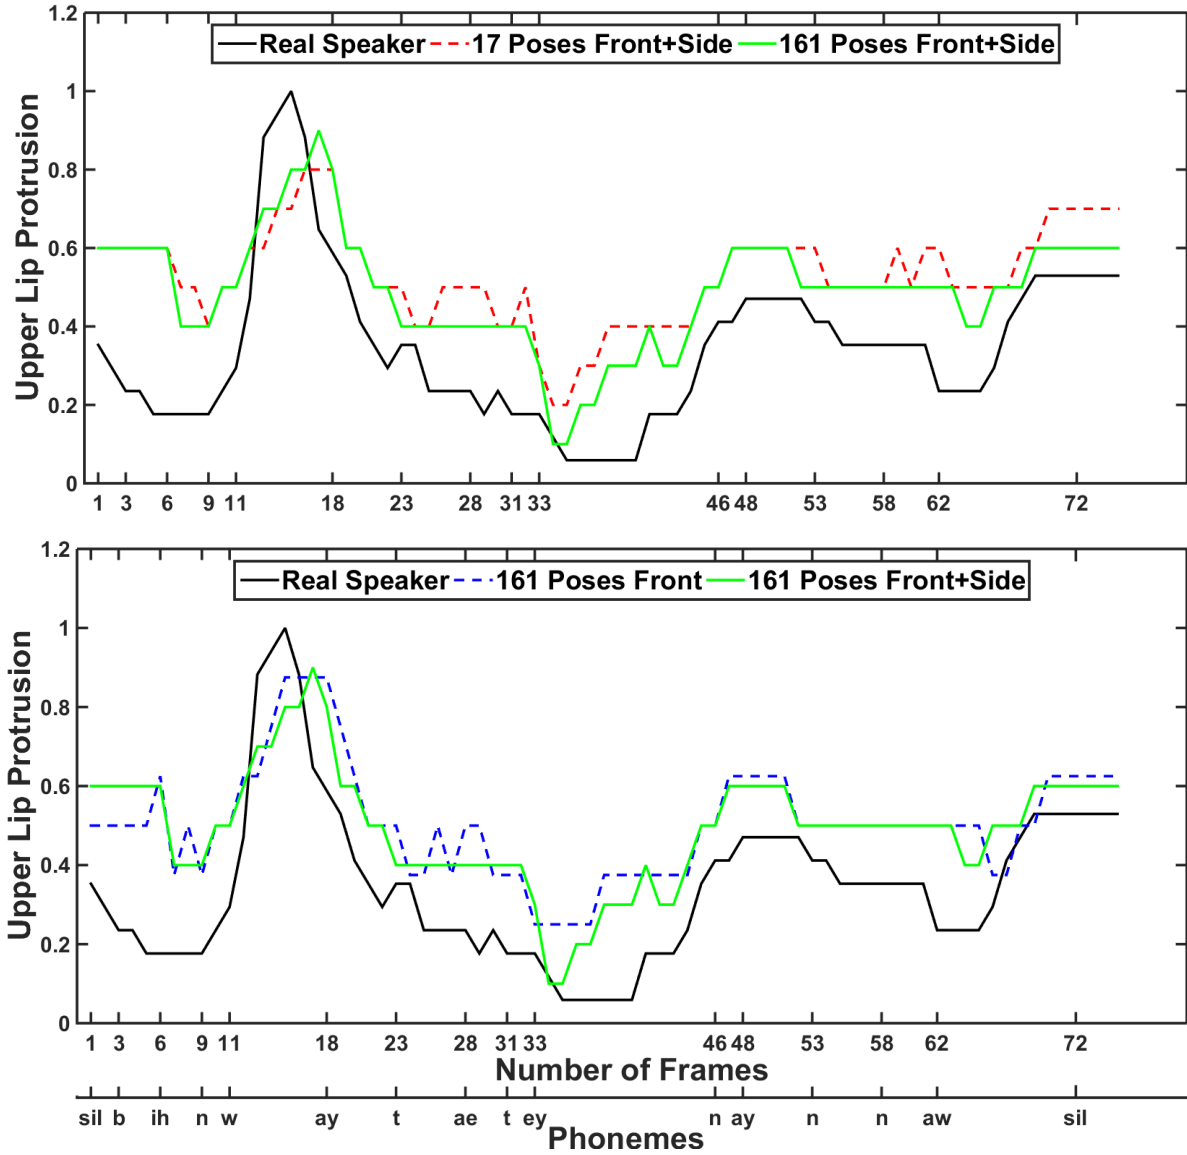 1.2
Real Speaker 17 Poses Front+Side 161 Poses Front+Side
1
0.8
0.6
0.4
0.2
0
Upper Lip Protrusion
1 3 6 9 11 18 23 28 31 33 46 48 53 58 62 72
1.2
Real Speaker 161 Poses Front 161 Poses Front+Side
1
0.8
0.6
0.4
0.2
0
Upper Lip Protrusion
1 3 6 9 11 18 23 28 31 33 46 48 53 58 62 72
Number of Frames
sil b ih n w ay t ae t ey n ay n n aw sil
Phonemes